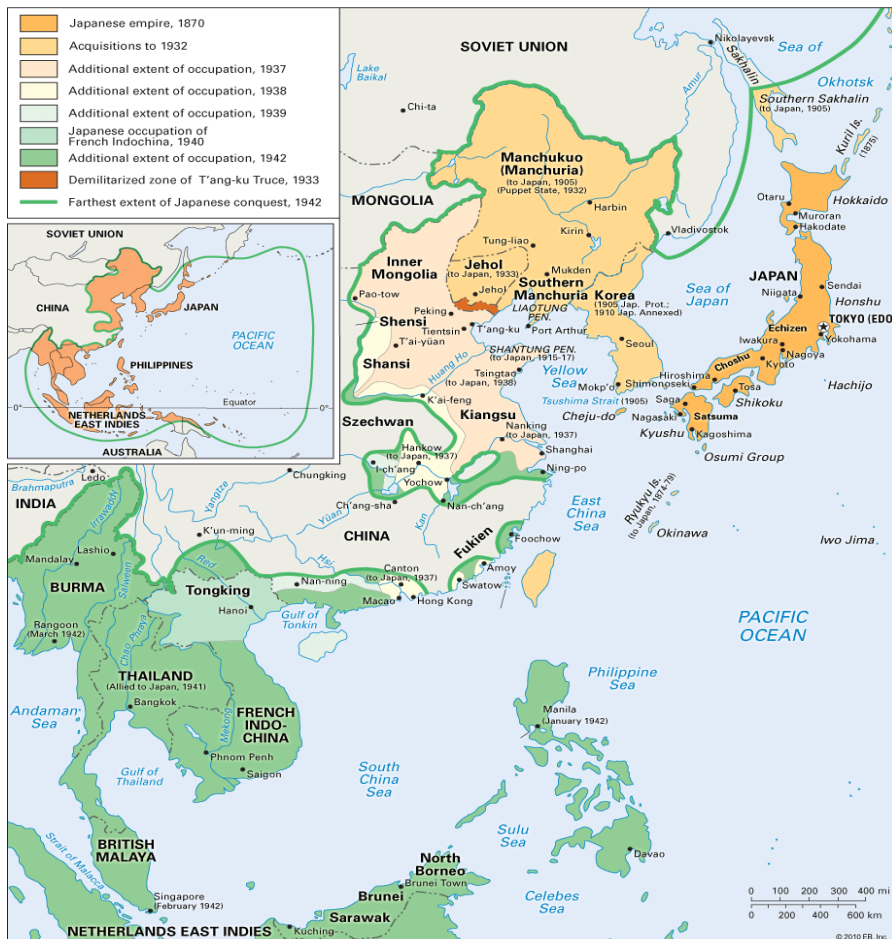 Japanese empire, 1870
Acquisitions to 1932
Additional extent of occupation, 1937
Additional extent of occupation, 1938
Additional extent of occupation, 1939
Japanese occupation of
French Indochina, 1940
Additional extent of occupation, 1942
Demilitarized zone of T'ang-ku Truce, 1933
Farthest extent of Japanese conquest, 1942
SOVIET UNION
CHINA
JAPAN
PACIFIC
OCEAN
PHILIPPINES
Equator
0°
0°
NETHERLANDS
EAST INDIES
AUSTRALIA
SOVIET UNION
Lake
Baikal
Chi-ta
Nikolayevsk
Sakhalin
Sea of
Okhotsk
Amur
Southern Sakhalin
(to Japan, 1905)
Kuril Is.
(1875)
Manchukuo
(Manchuria)
(to Japan, 1905)
(Puppet State, 1932)
MONGOLIA
Harbin
Kirin
Vladivostok
Otaru
Hokkaido
Muroran
Hakodate
Tung-liao
Inner
Mongolia
Jehol
(to Japan, 1933)
Jehol
Mukden
Southern
Manchuria
LIAOTUNG
PEN.
Korea
(1905 Jap. Prot.;
1910 Jap. Annexed)
Sea of
Japan
JAPAN
Sendai
Niigata
Honshu
Pao-tow
Peking
Shensi
Tientsin
T'ang-ku
Port Arthur
TOKYO (EDO
Echizen
Yokohama
Iwakura
Nagoya
Kyoto
Seoul
T'ai-yüan
Shansi
Huang Ho
SHANTUNG PEN.
(to Japan, 1915-17)
Tsingtao
(to Japan, 1938)
Yellow
Sea
Choshu
Hiroshima
Mokp'o
Shimonoseki
Tosa
Hachijo
Tsushima Strait (1905)
Saga
Shikoku
K'ai-feng
Cheju-do
Nagasaki
Satsuma
Kiangsu
Kyushu
Kagoshima
Szechwan
Nanking
(to Japan, 1937)
Osumi Group
Hankow
(to Japan, 1937)
Shanghai
I-ch'ang
Ning-po
Chungking
Yochow
Brahmaputra
Ledo
Yangtze
Yüan
Ch'ang-sha
Kan
Nan-ch'ang
East
China
Sea
Ryukyu Is.
(to Japan, 1874-79)
Okinawa
Iwo Jima
INDIA
Irrawaddy
K'un-ming
CHINA
Fukien
Foochow
Mandalay
Lashio
Salween
Red
Hsi
Canton
(to Japan, 1937)
Amoy
BURMA
Tongking
Nan-ning
Swatow
Macao
Hong Kong
Hanoi
Gulf of
Tonkin
Rangoon
(March 1942)
Chao Phraya
PACIFIC
OCEAN
THAILAND
(Allied to Japan, 1941)
Philippine
Sea
Andaman
Sea
Bangkok
Mekong
FRENCH
INDO-
CHINA
Manila
(January 1942)
Phnom Penh
Saigon
Gulf of
Thailand
South
China
Sea
Sulu
Sea
BRITISH
MALAYA
Strait of Malacca
North
Borneo
Davao
Brunei
Brunei Town
Singapore
(February 1942)
Celebes
Sea
Sarawak
NETHERLANDS EAST INDIES
Kuching
0 100 200 300 400 mi
0 200 400 600 km
© 2010 EB, Inc.